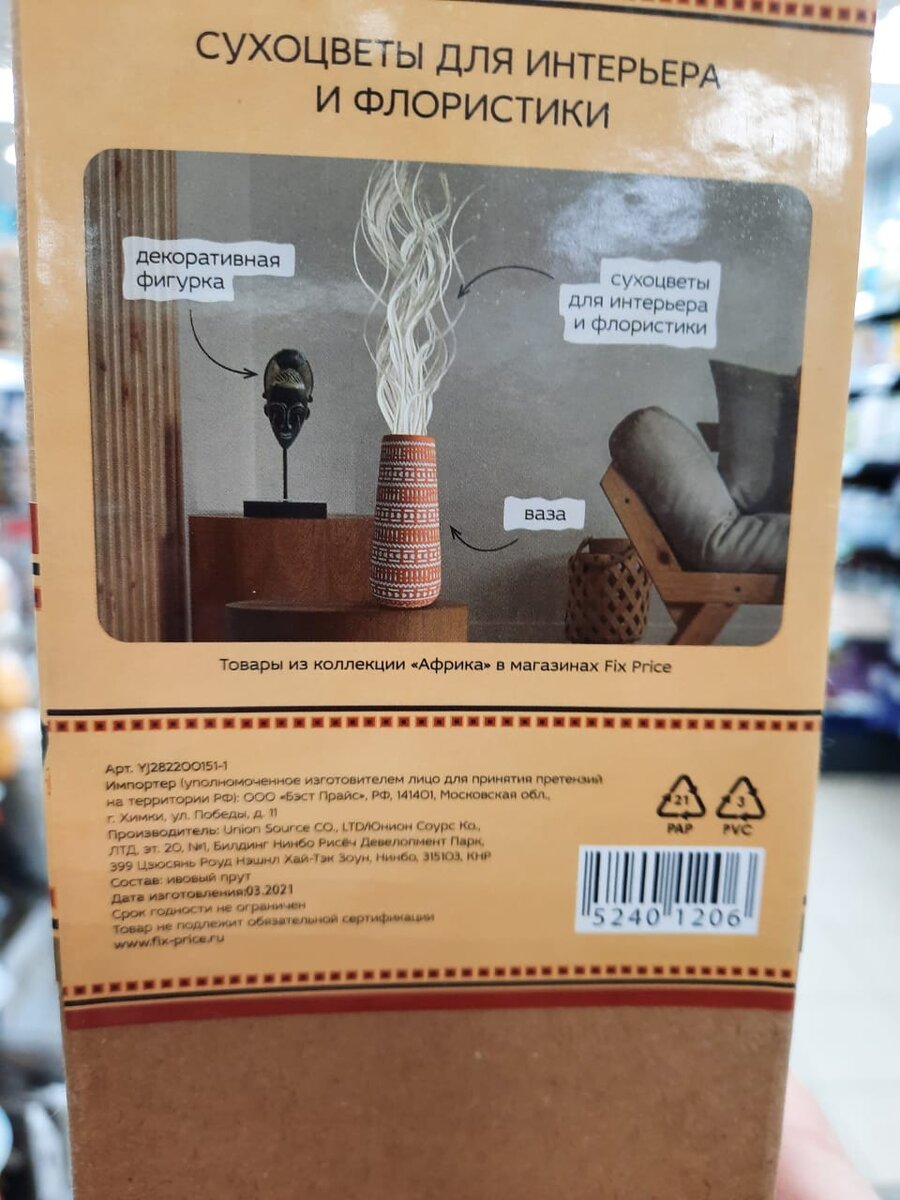 СУХОЦВЕТЫ ДЛЯ ИНТЕРЬЕРА
И ФЛОРИСТИКИ
декоративная
фигурка
сухоцветы
для интерьера
и флористики
ваза
Товары из коллекции «Африка» в магазинах Fix Price
Арт. YJ282200151-1
Импортер (уполномоченное изготовителем лицо для принятия претензий
на территории РФ): ООО «Бэст Прайс», РФ, 141401, Московская обл.,
г. Химки, ул. Победы, д. 11
Производитель: Union Source CO., LTD/Юнион Соурс Ко.,
ЛТД, эт. 20, №1, Билдинг Нинбо Рисёч Девелопмент Парк,
399 Цзюсянь Роуд Нэшнл Хай-Тэк Зоун, Нинбо, 315103, КНР
Состав: ивовый прут
Дата изготовления:03.2021
Срок годности не ограничен
Товар не подлежит обязательной сертификации
www.fix-price.ru
21 3
PAP PVC
5240 1206